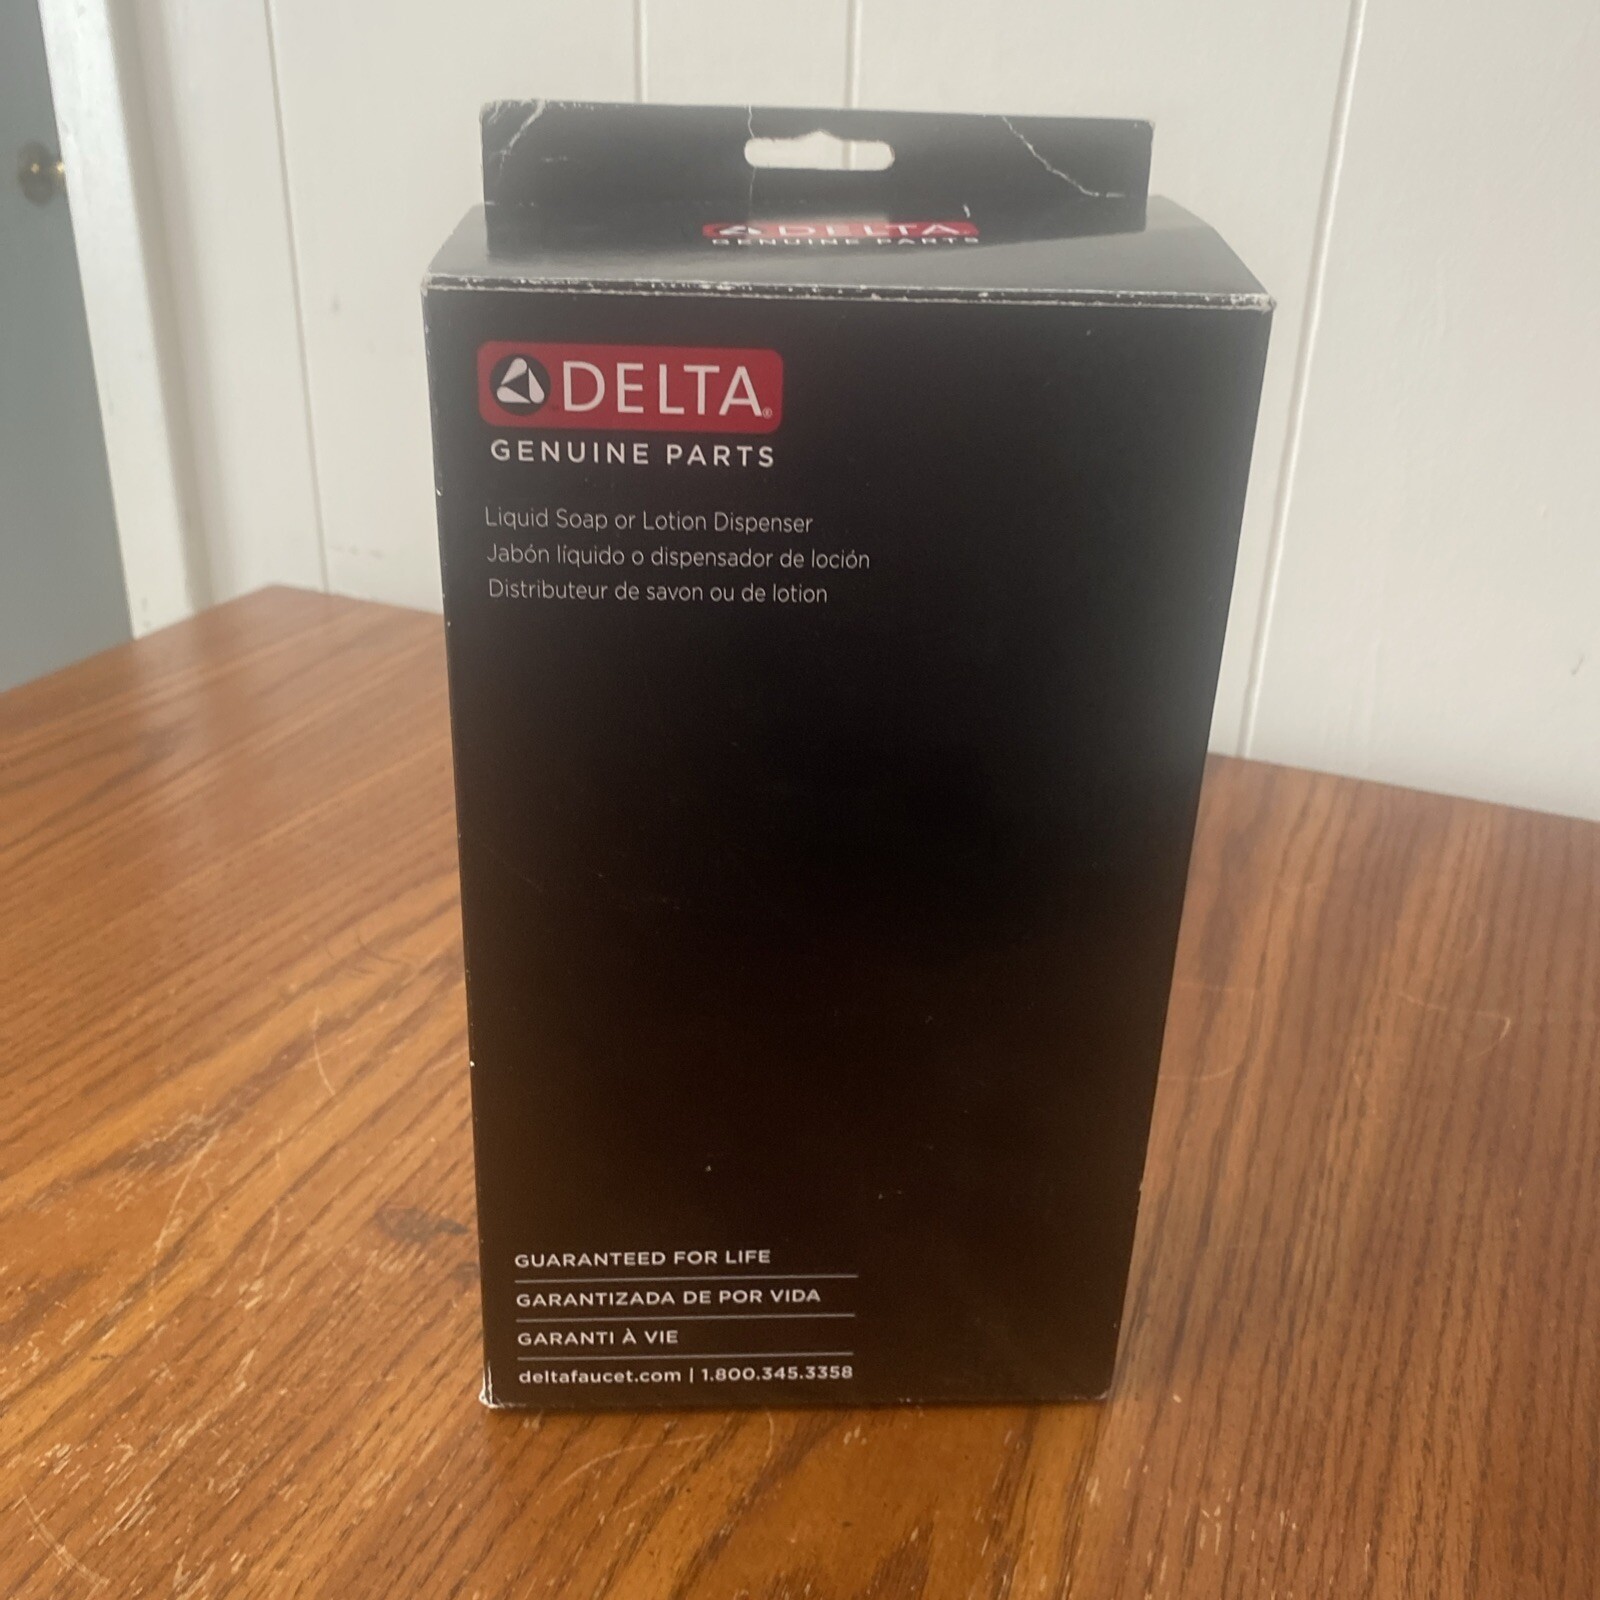 DELTA
GENUINE PARTS
DELTA®
GENUINE PARTS
Liquid Soap or Lotion Dispenser
Jabón líquido o dispensador de loción
Distributeur de savon ou de lotion
GUARANTEED FOR LIFE
GARANTIZADA DE POR VIDA
GARANTI À VIE
deltafaucet.com | 1.800.345.3358